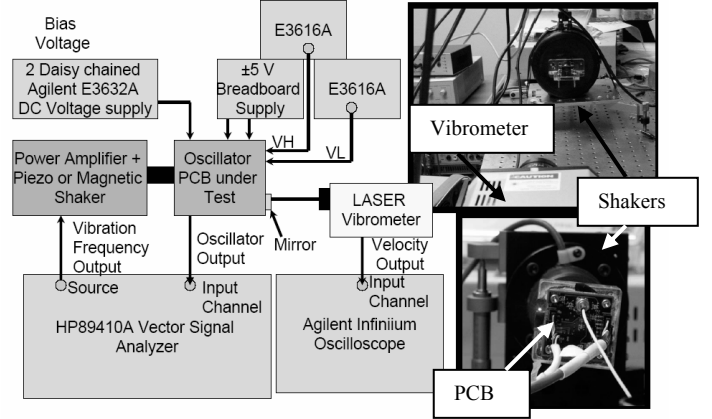 Bias
Voltage
E3616A
2 Daisy chained
Agilent E3632A
DC Voltage supply
±5 V
Breadboard
Supply
E3616A
VH
VL
Power Amplifier +
Piezo or Magnetic
Shaker
Oscillator
PCB under
Test
LASER
Vibrometer
Mirror
Vibration
Frequency
Output
Oscillator
Output
Velocity
Output
Source
Input
Channel
Input
Channel
HP89410A Vector Signal
Analyzer
Agilent Infiniium
Oscilloscope
Vibrometer
CAUTION
Shakers
PCB